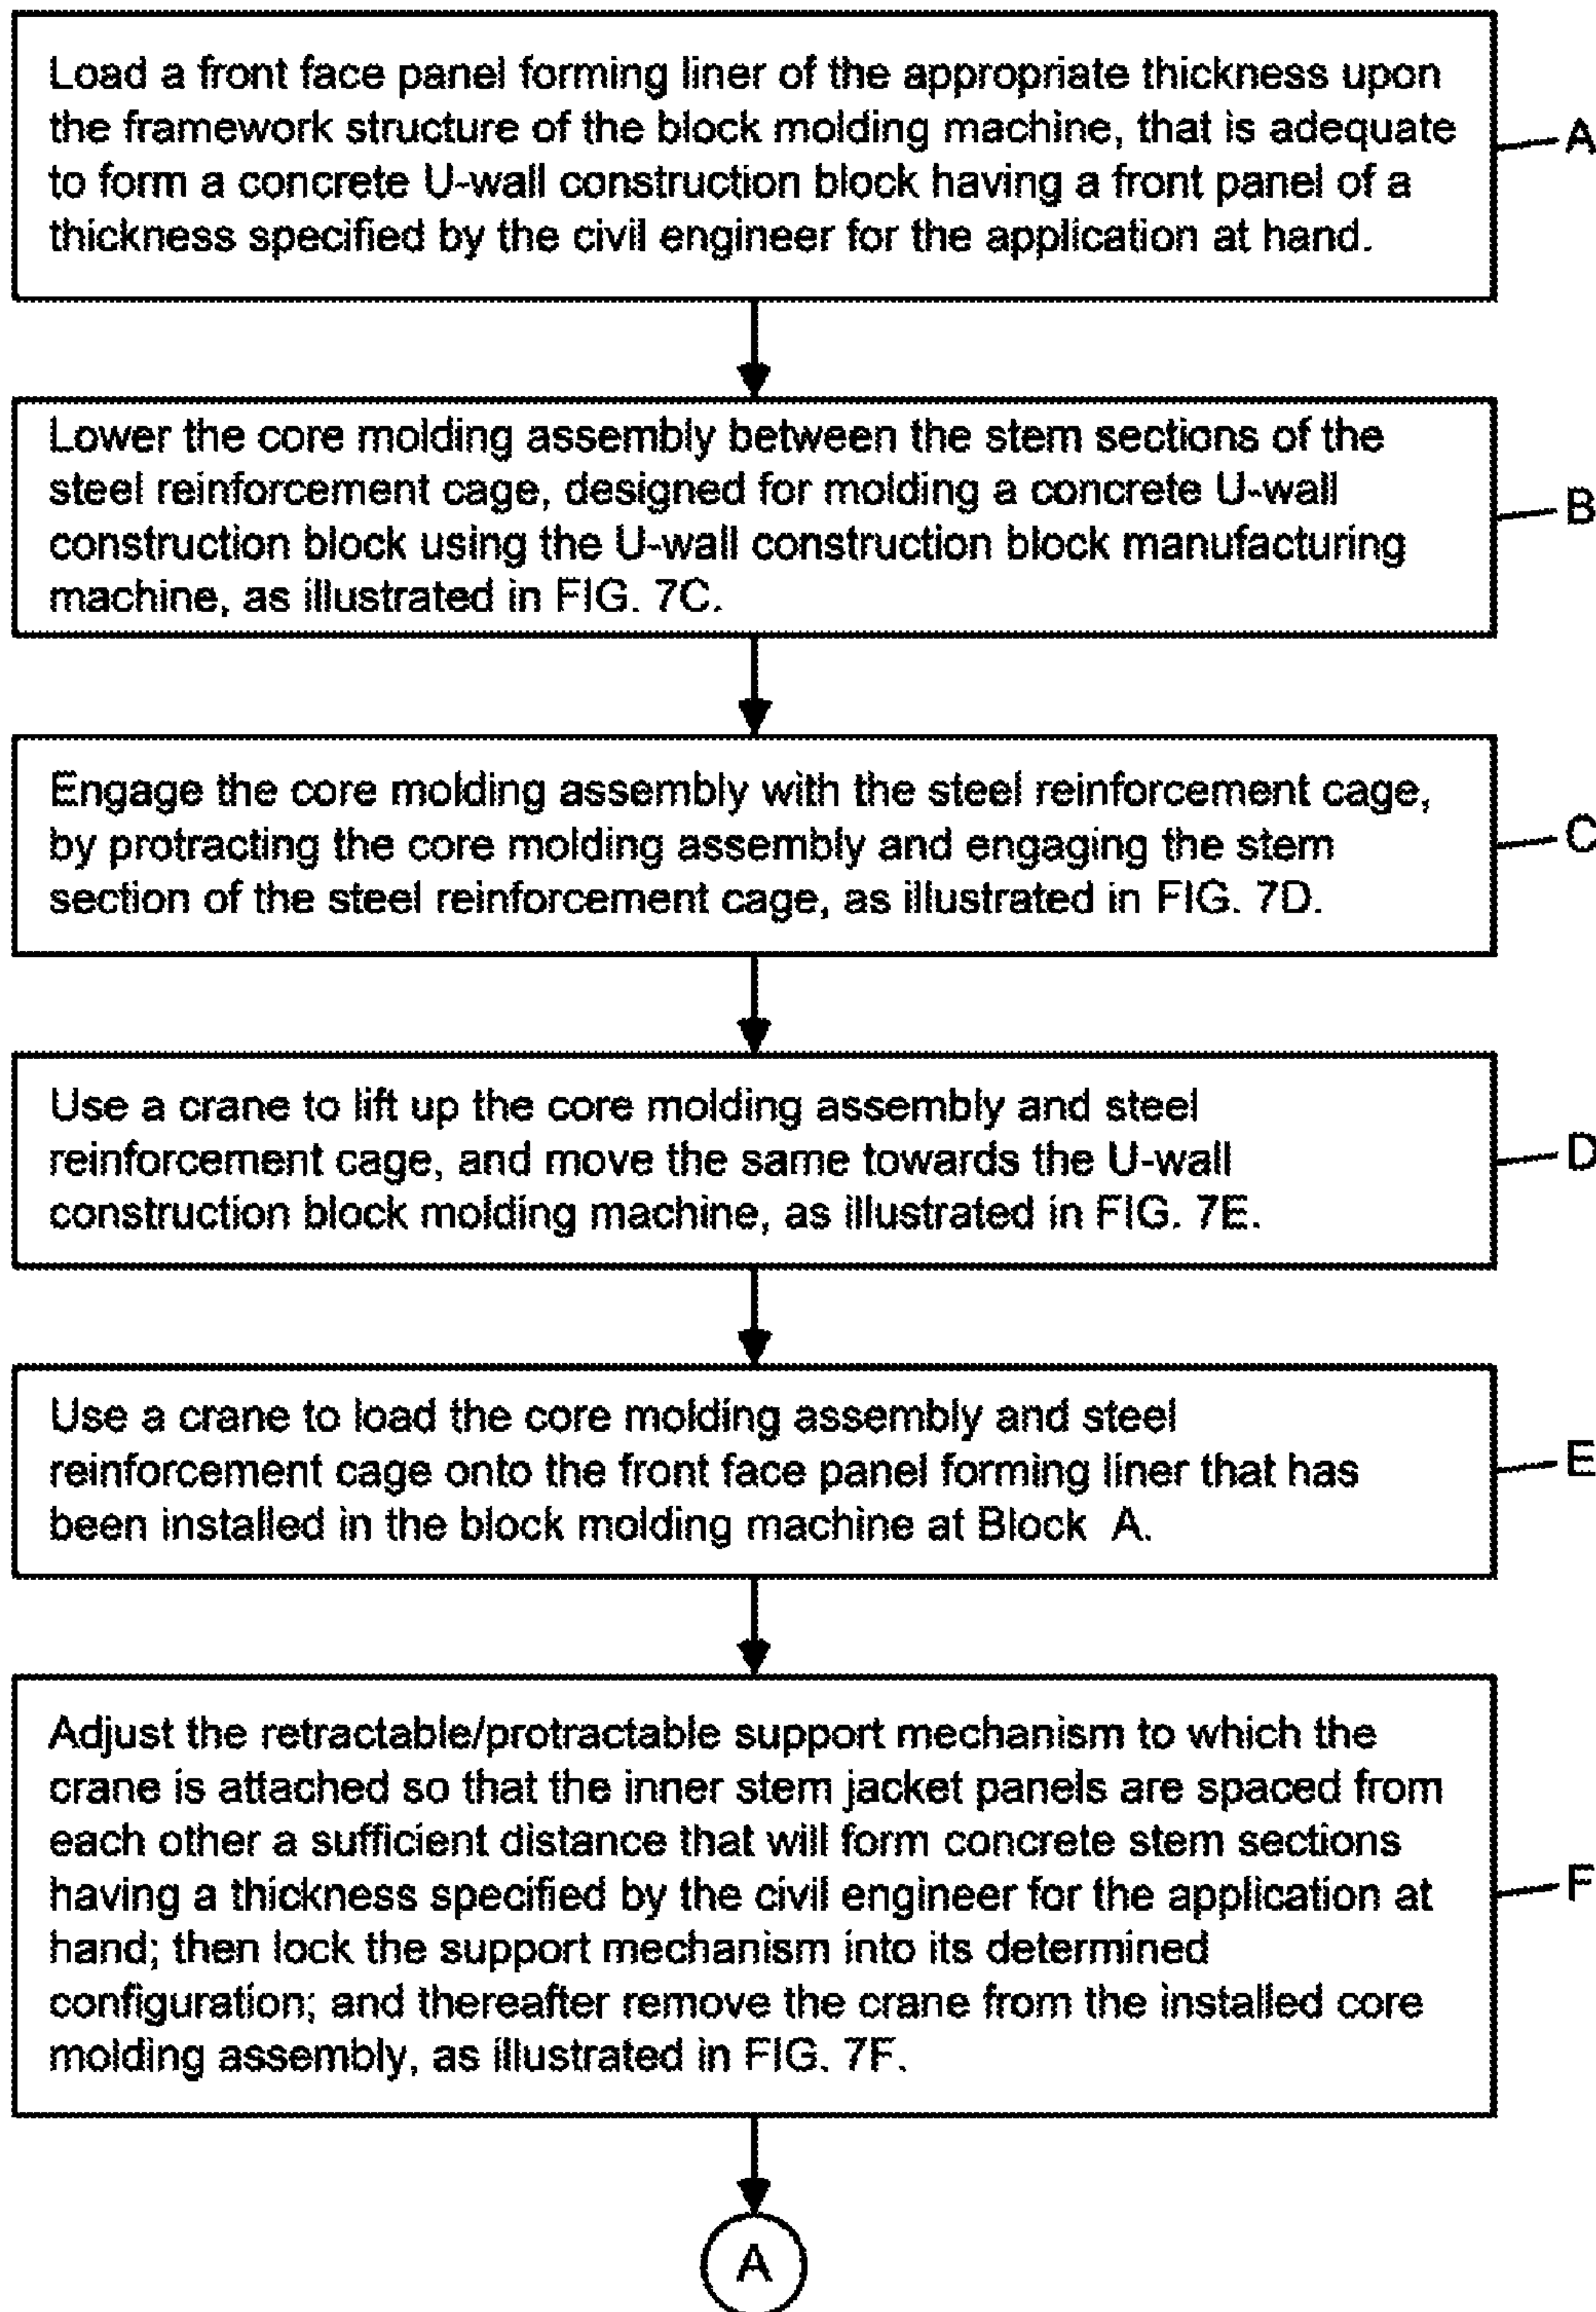 Load a front face panel forming liner of the appropriate thickness upon
the framework structure of the block molding machine, that is adequate
to form a concrete U-wall construction block having a front panel of a
thickness specified by the civil engineer for the application at hand.
A
Lower the core molding assembly between the stem sections of the
steel reinforcement cage, designed for molding a concrete U-wall
construction block using the U-wall construction block manufacturing
machine, as illustrated in FIG. 7C.
B
Engage the core molding assembly with the steel reinforcement cage,
by protracting the core molding assembly and engaging the stem
section of the steel reinforcement cage, as illustrated in FIG. 7D.
C
Use a crane to lift up the core molding assembly and steel
reinforcement cage, and move the same towards the U-wall
construction block molding machine, as illustrated in FIG. 7E.
D
Use a crane to load the core molding assembly and steel
reinforcement cage onto the front face panel forming liner that has
been installed in the block molding machine at Block A.
E
Adjust the retractable/protractable support mechanism to which the
crane is attached so that the inner stem jacket panels are spaced from
each other a sufficient distance that will form concrete stem sections
having a thickness specified by the civil engineer for the application at
hand; then lock the support mechanism into its determined
configuration; and thereafter remove the crane from the installed core
molding assembly, as illustrated in FIG. 7F.
F
A